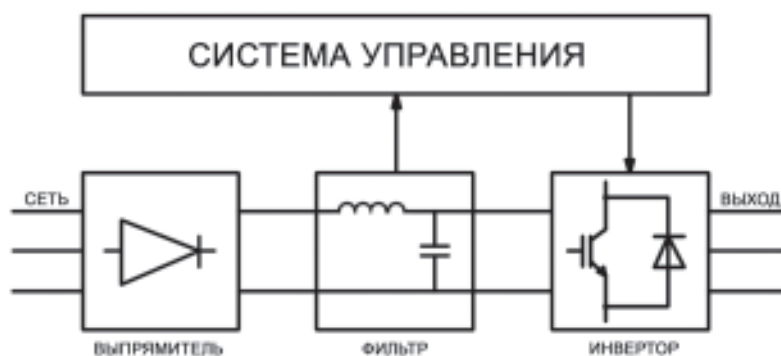 СИСТЕМА УПРАВЛЕНИЯ
СЕТЬ
ВЫХОД
ВЫПРЯМИТЕЛЬ
ФИЛЬТР
ИНВЕРТОР